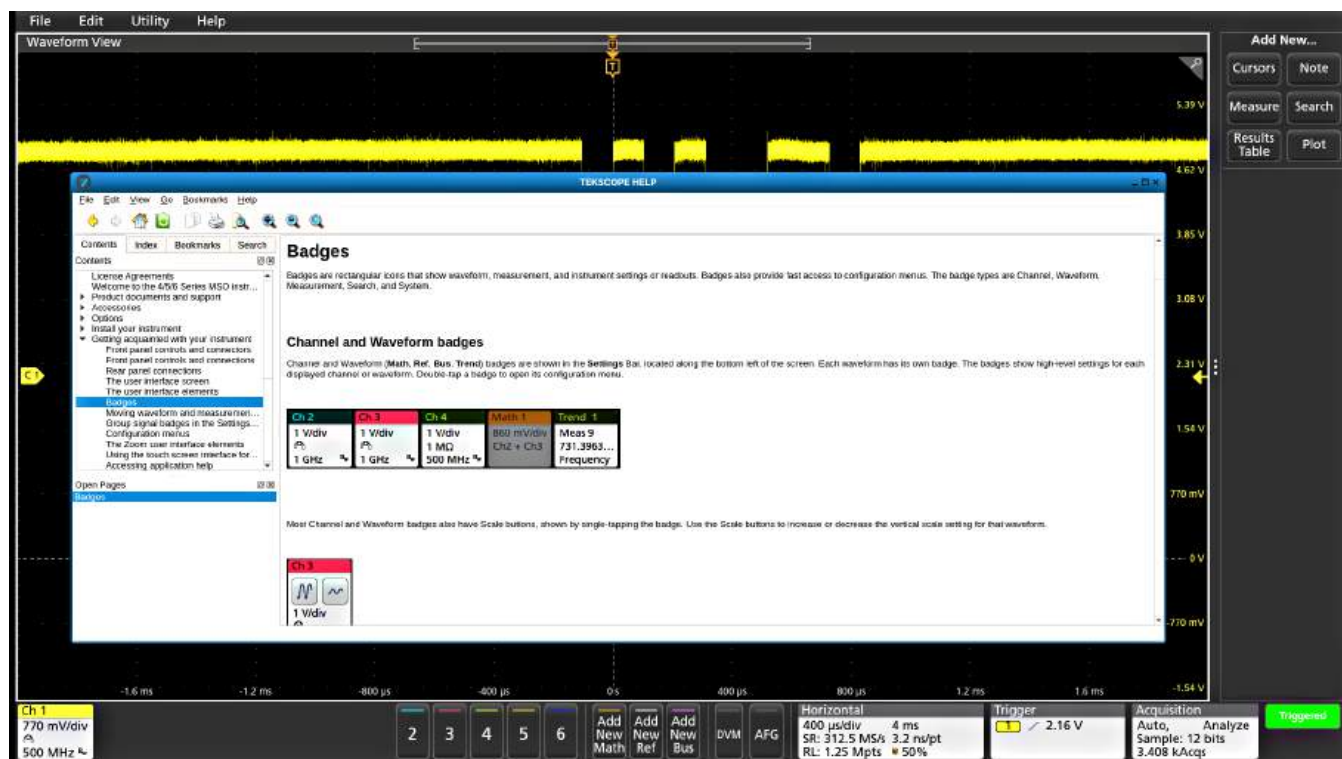 File Edit Utility Help
Waveform View
Add New...
Cursors Note
Measure Search
Results Table Plot
T
5.39 V
4.62 V
3.85 V
3.08 V
2.31 V
1.54 V
770 mV
0 V
-770 mV
-1.54 V
C1
TEKSCOPE HELP
File Edit View Go Bookmarks Help
Contents Index Bookmarks Search
Contents
License Agreements
Welcome to the 4/5/6 Series MSO instr...
Product documents and support
Accessories
Options
Install your instrument
Getting acquainted with your instrument
Front panel controls and connectors
Front panel controls and connections
Rear panel connections
The user interface screen
The user interface elements
Badges
Moving waveform and measuremen...
Group signal badges in the Settings...
Configuration menus
The Zoom user interface elements
Using the touch screen interface for...
Accessing application help
Open Pages
Badges
Badges
Badges are rectangular icons that show waveform, measurement, and instrument settings or readouts. Badges also provide fast access to configuration menus. The badge types are Channel, Waveform,
Measurement, Search, and System.
Channel and Waveform badges
Channel and Waveform (Math, Ref, Bus, Trend) badges are shown in the Settings Bar, located along the bottom left of the screen. Each waveform has its own badge. The badges show high-level settings for each
displayed channel or waveform. Double-tap a badge to open its configuration menu.
Ch 2 Ch 3 Ch 4 Math 1 Trend 1
1 V/div 1 V/div 1 V/div 860 mV/div Meas 9
1 MΩ Ch2 + Ch3 731.3963...
1 GHz 1 GHz 500 MHz Frequency
Most Channel and Waveform badges also have Scale buttons, shown by single-tapping the badge. Use the Scale buttons to increase or decrease the vertical scale setting for that waveform.
Ch 3
1 V/div
-1.6 ms -1.2 ms -800 µs -400 µs 0 s 400 µs 800 µs 1.2 ms 1.6 ms
Ch 1
770 mV/div
500 MHz
2 3 4 5 6
Add New Math
Add New Ref
Add New Bus
DVM AFG
Horizontal
400 µs/div 4 ms
SR: 312.5 MS/s 3.2 ns/pt
RL: 1.25 Mpts 50%
Trigger
1 2.16 V
Acquisition
Auto, Analyze
Sample: 12 bits
3.408 kAcqs
Triggered